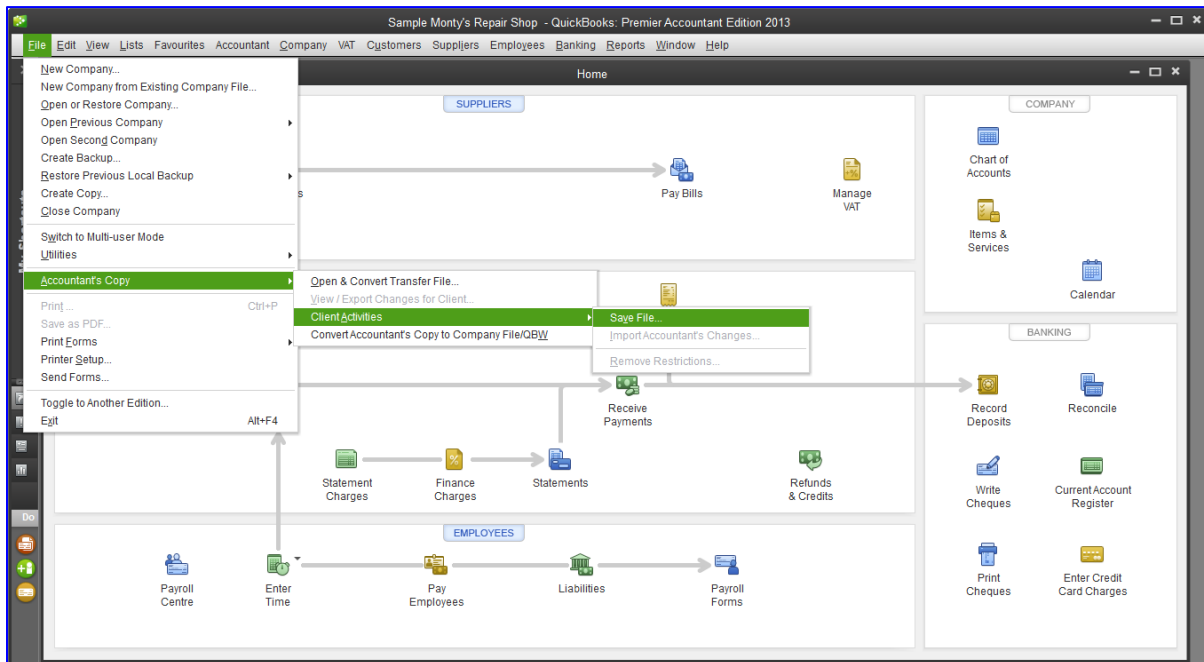 Sample Monty's Repair Shop - QuickBooks: Premier Accountant Edition 2013
File Edit View Lists Favourites Accountant Company VAT Customers Suppliers Employees Banking Reports Window Help
Home
New Company...
New Company from Existing Company File...
Open or Restore Company...
Open Previous Company
Open Second Company
Create Backup...
Restore Previous Local Backup
Create Copy...
Close Company
Switch to Multi-user Mode
Utilities
Accountant's Copy
Print ... Ctrl+P
Save as PDF...
Print Forms
Printer Setup...
Send Forms...
Toggle to Another Edition...
Exit Alt+F4
Open & Convert Transfer File...
View / Export Changes for Client...
Client Activities
Convert Accountant's Copy to Company File/QBW
Save File...
Import Accountant's Changes...
Remove Restrictions...
SUPPLIERS
Pay Bills
Manage
VAT
Receive
Payments
Statement
Charges
Finance
Charges
Statements
Refunds
& Credits
EMPLOYEES
Payroll
Centre
Enter
Time
Pay
Employees
Liabilities
Payroll
Forms
COMPANY
Chart of
Accounts
Items &
Services
Calendar
BANKING
Record
Deposits
Reconcile
Write
Cheques
Current Account
Register
Print
Cheques
Enter Credit
Card Charges
Do